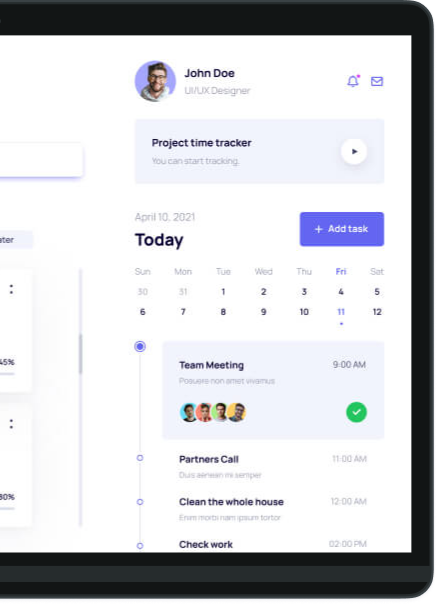 John Doe
UI/UX Designer
Project time tracker
You can start tracking.
April 10, 2021
Today
+ Add task
Sun Mon Tue Wed Thu Fri Sat
30 31 1 2 3 4 5
6 7 8 9 10 11 12
Team Meeting 9:00 AM
Posuere non amet vivamus
Partners Call 11:00 AM
Duis aenean mi semper
Clean the whole house 12:00 AM
Enim morbi nam ipsum tortor
Check work 02:00 PM
ater
45%
80%